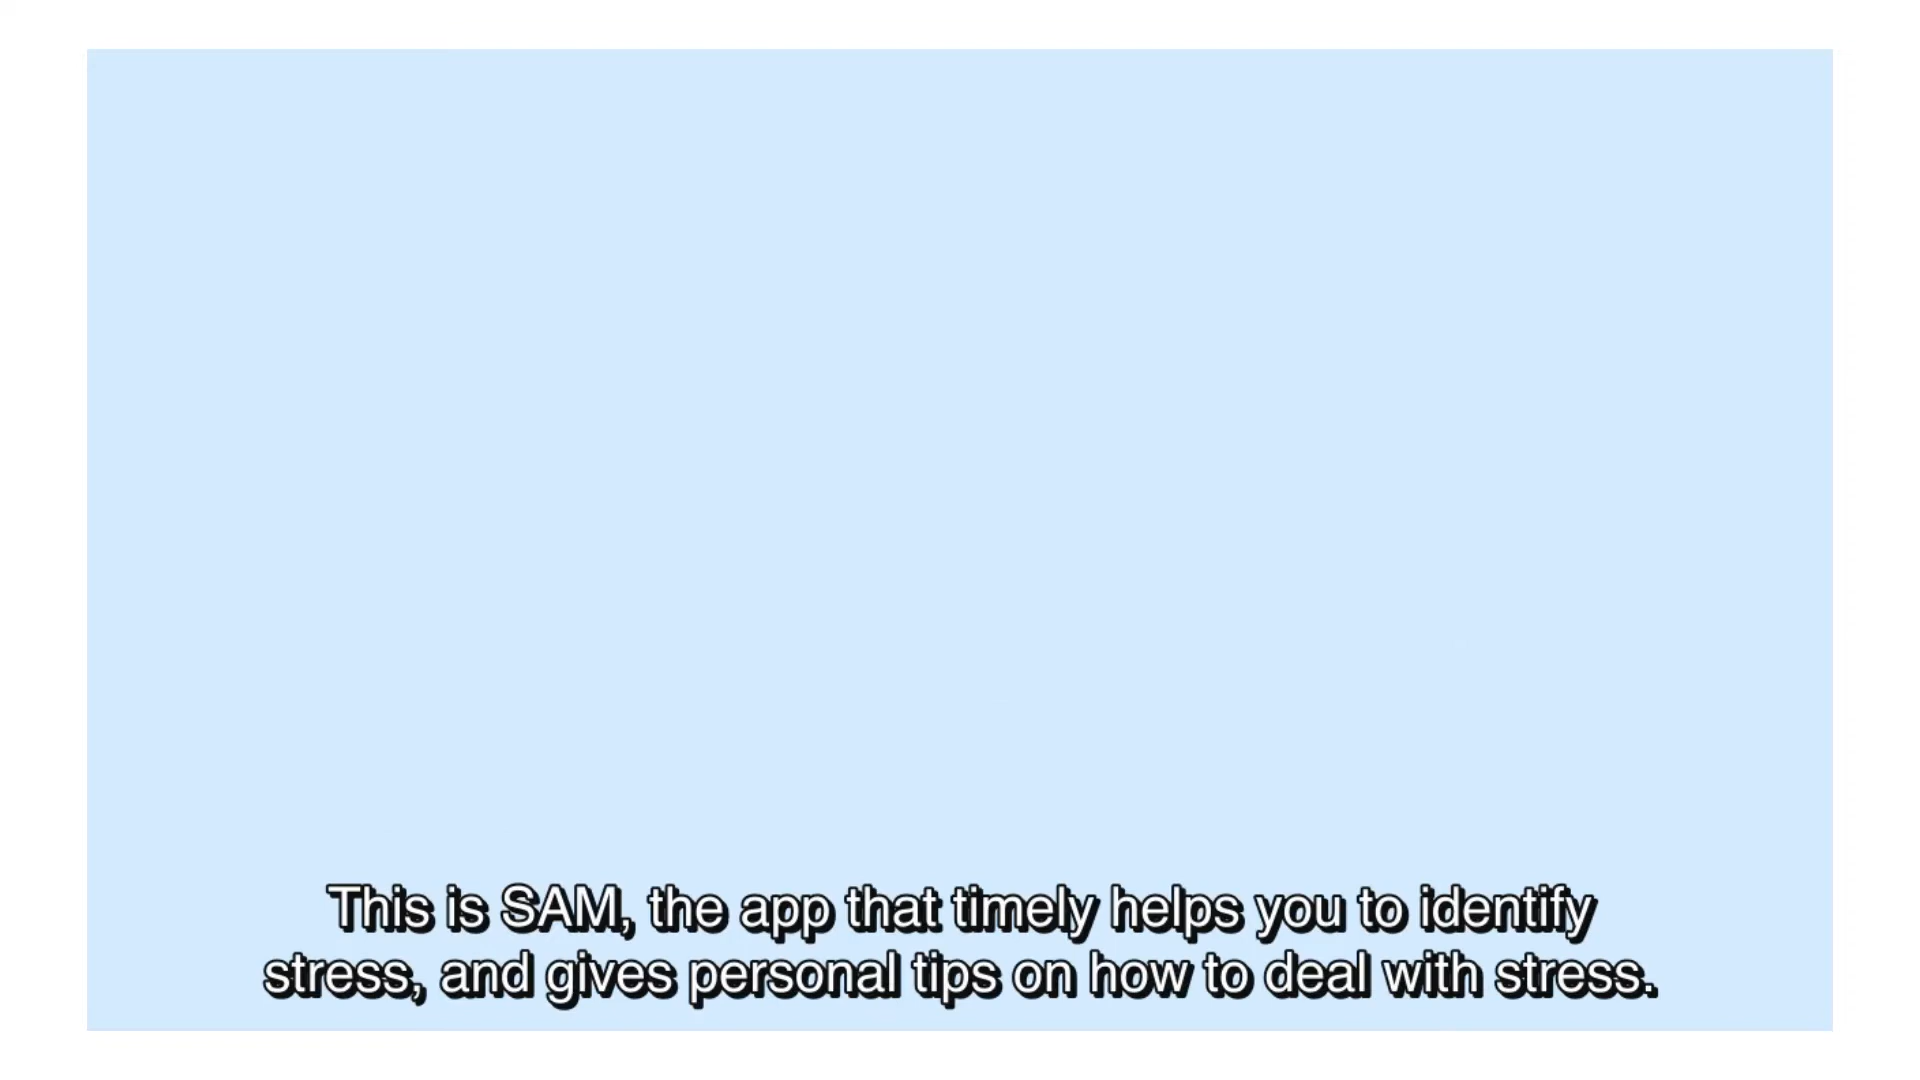 This is SAM, the app that timely helps you to identify
stress, and gives personal tips on how to deal with stress.